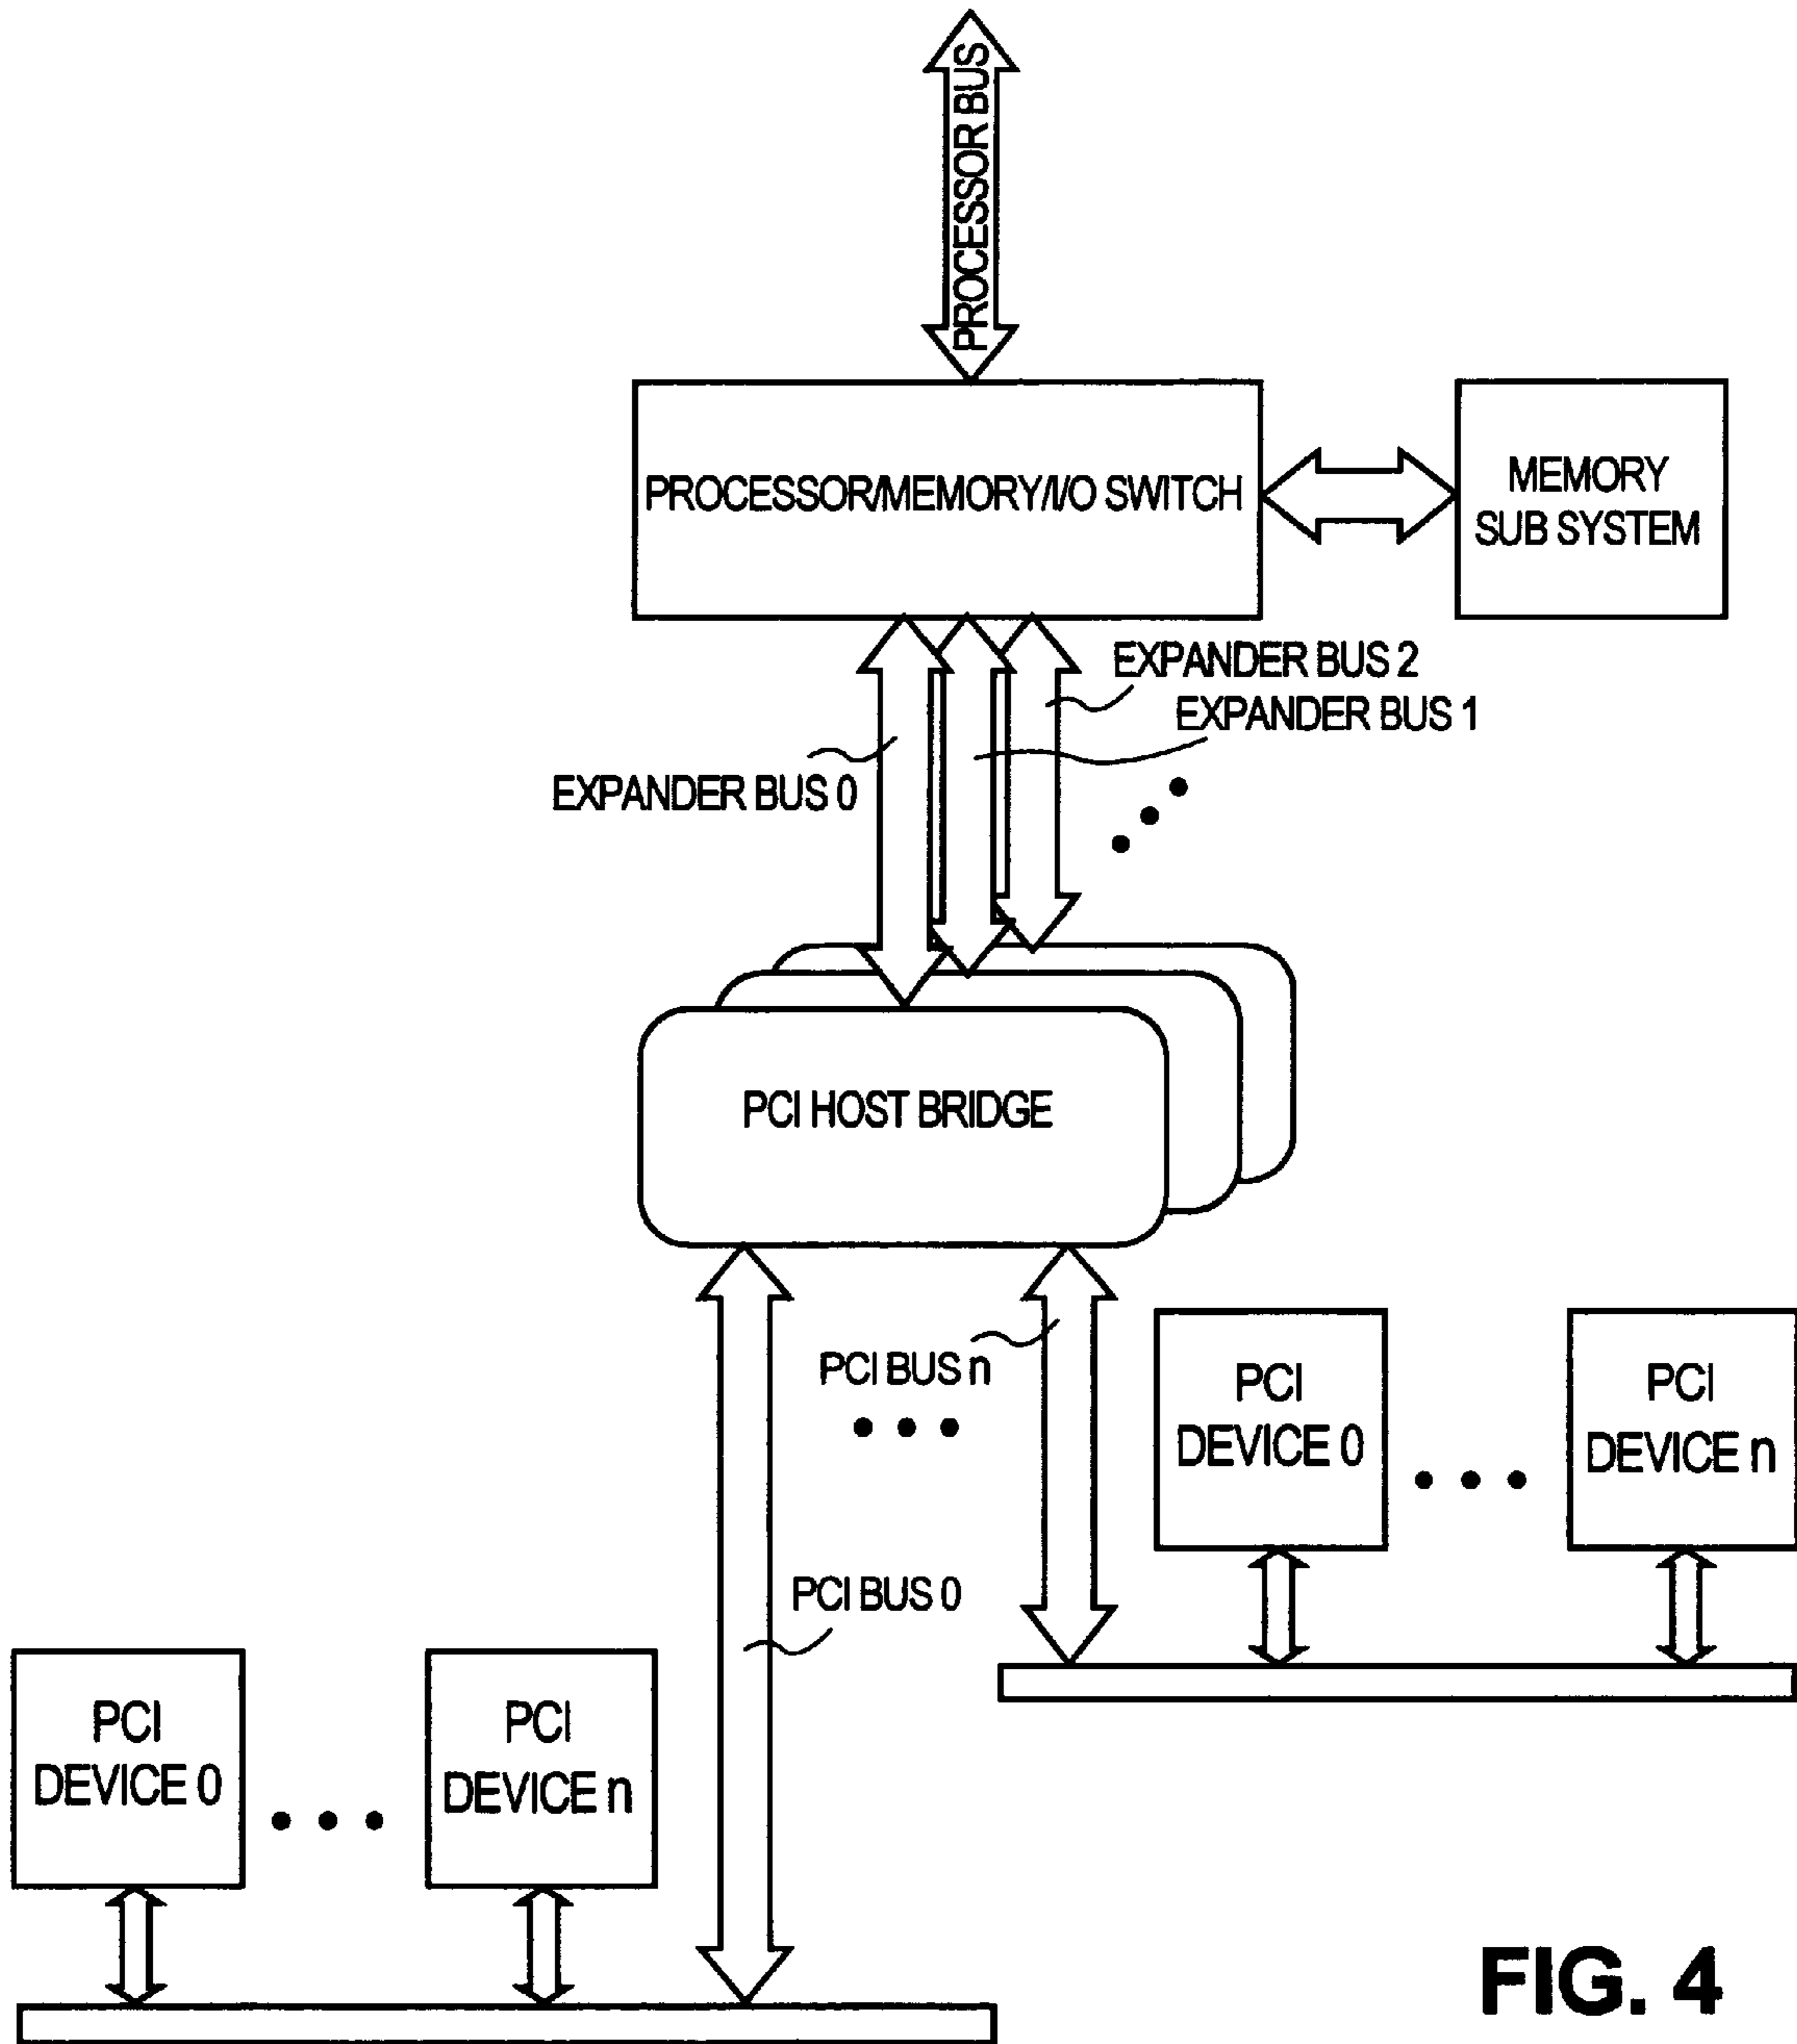 PROCESSOR BUS
PROCESSOR/MEMORY/I/O SWITCH
MEMORY
SUB SYSTEM
EXPANDER BUS 2
EXPANDER BUS 1
EXPANDER BUS 0
PCI HOST BRIDGE
PCI BUS n
PCI
DEVICE 0
PCI
DEVICE n
PCI BUS 0
PCI
DEVICE 0
PCI
DEVICE n
FIG. 4